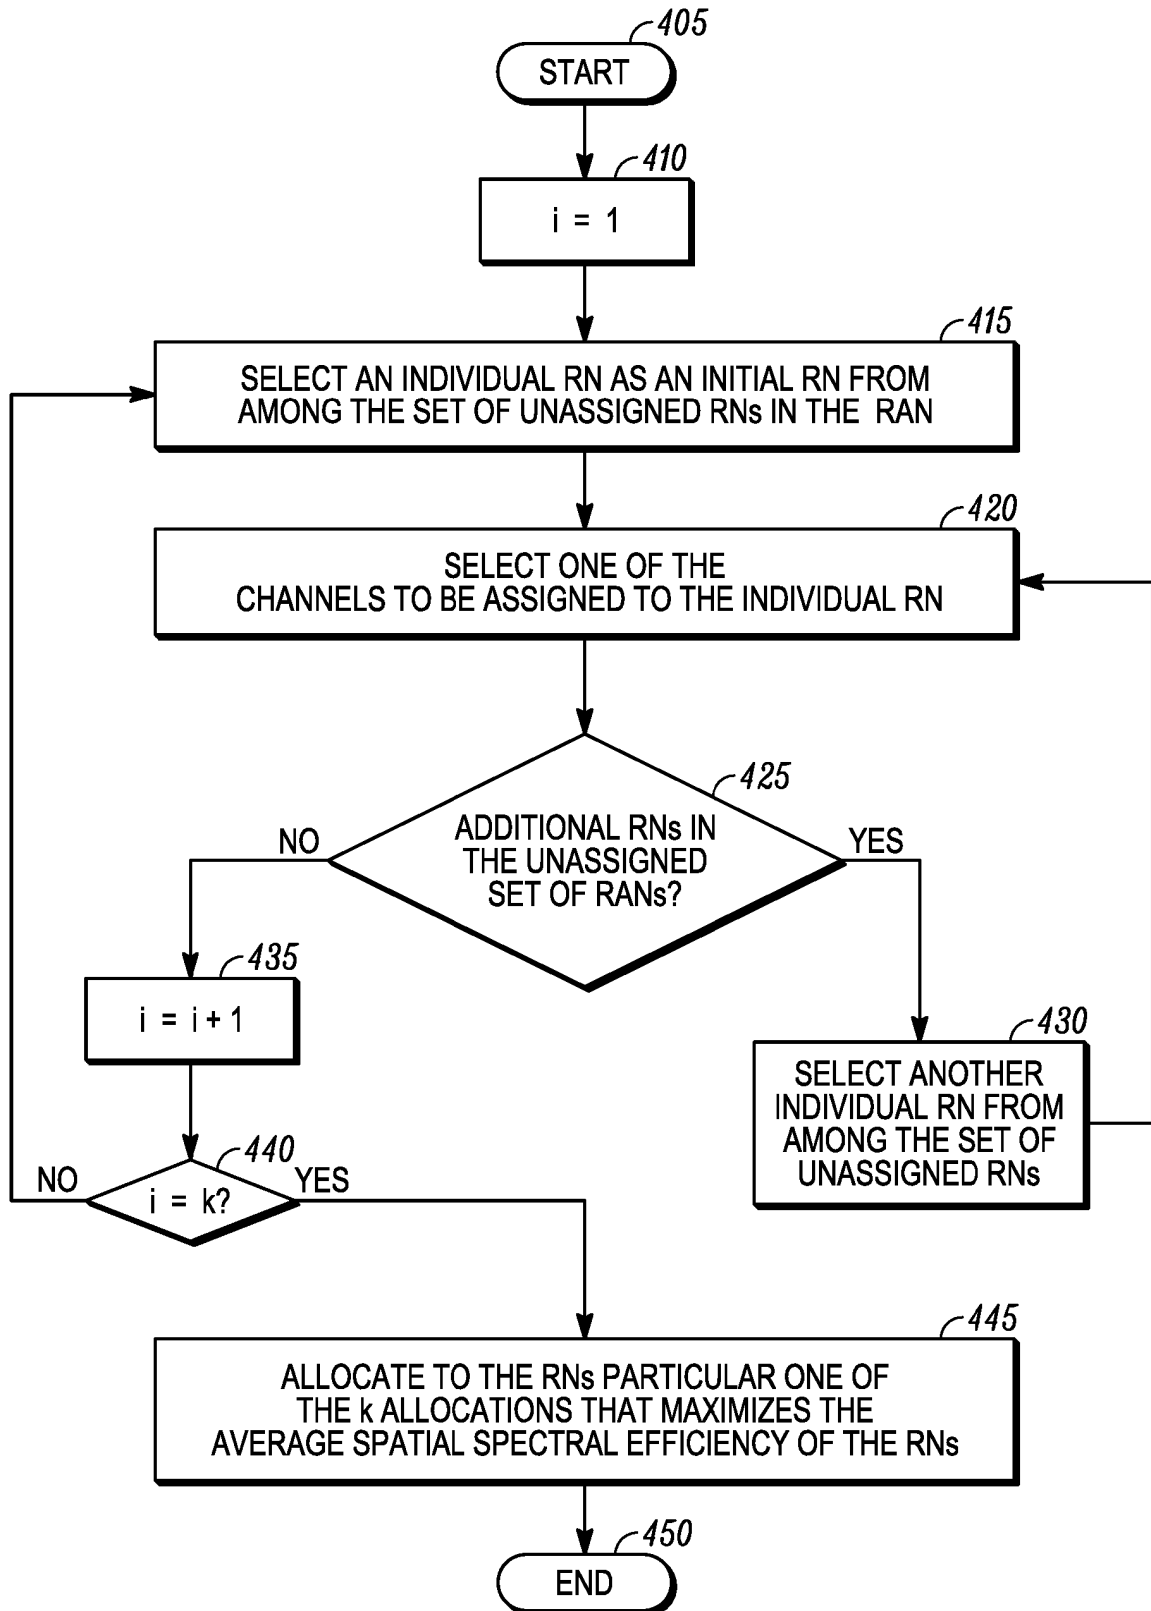 405
START
410
i = 1
415
SELECT AN INDIVIDUAL RN AS AN INITIAL RN FROM
AMONG THE SET OF UNASSIGNED RNs IN THE RAN
420
SELECT ONE OF THE
CHANNELS TO BE ASSIGNED TO THE INDIVIDUAL RN
425
ADDITIONAL RNs IN
THE UNASSIGNED
SET OF RANs?
NO
YES
435
i = i + 1
430
SELECT ANOTHER
INDIVIDUAL RN FROM
AMONG THE SET OF
UNASSIGNED RNs
440
i = k?
NO
YES
445
ALLOCATE TO THE RNs PARTICULAR ONE OF
THE k ALLOCATIONS THAT MAXIMIZES THE
AVERAGE SPATIAL SPECTRAL EFFICIENCY OF THE RNs
450
END